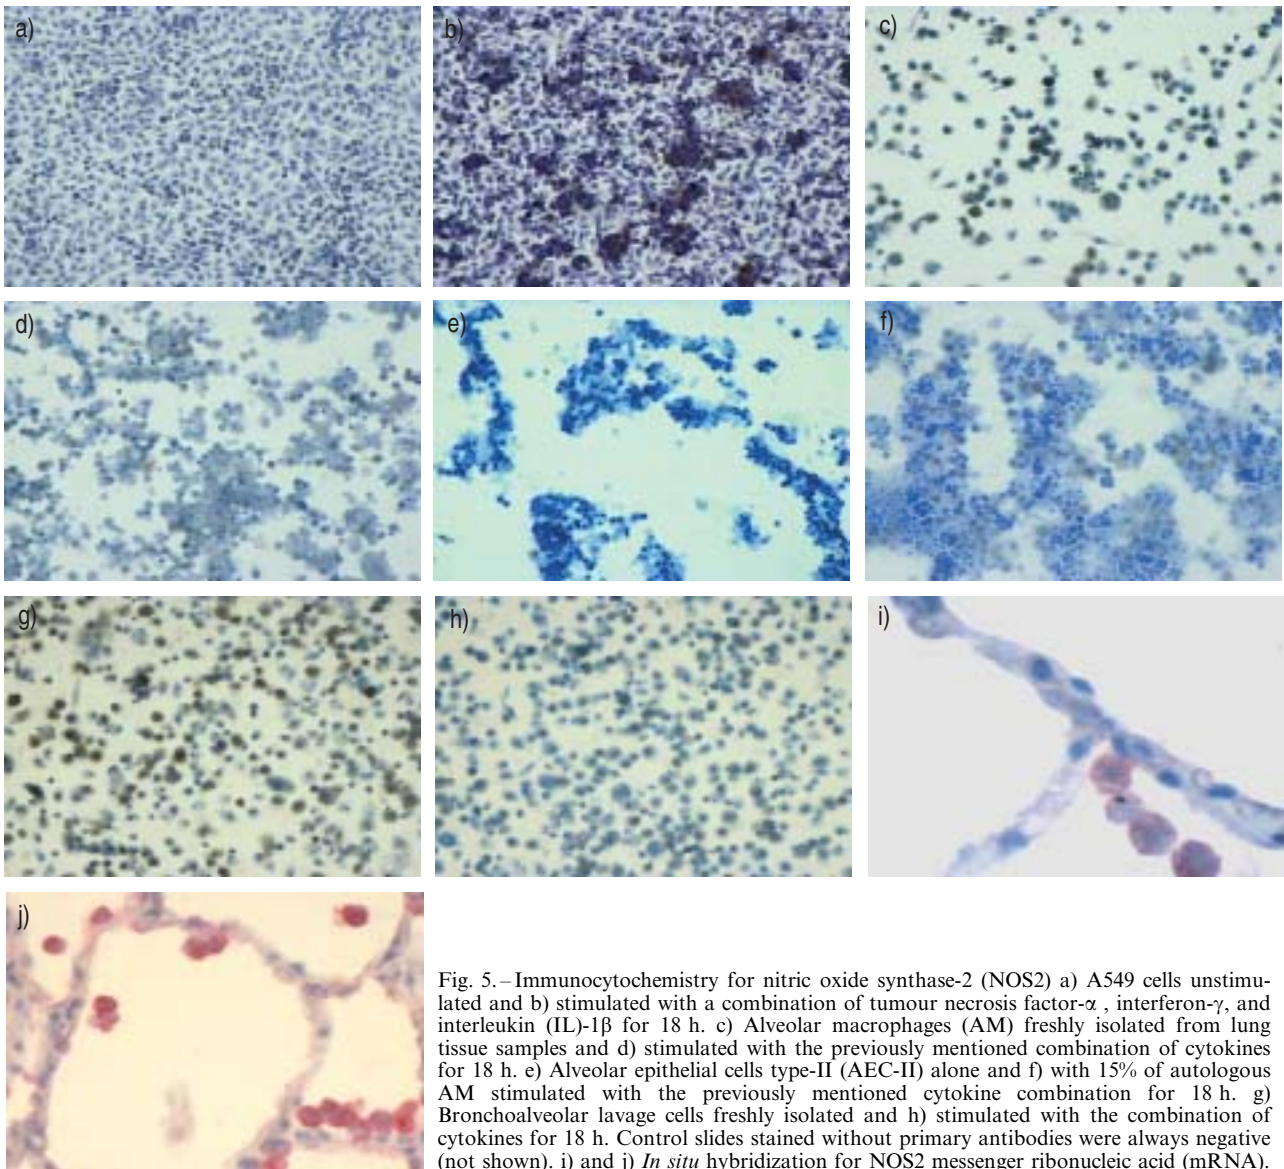 a)
b)
c)
d)
e)
f)
g)
h)
i)
j)
Fig. 5. – Immunocytochemistry for nitric oxide synthase-2 (NOS2) a) A549 cells unstimu-
lated and b) stimulated with a combination of tumour necrosis factor-α , interferon-γ, and
interleukin (IL)-1β for 18 h. c) Alveolar macrophages (AM) freshly isolated from lung
tissue samples and d) stimulated with the previously mentioned combination of cytokines
for 18 h. e) Alveolar epithelial cells type-II (AEC-II) alone and f) with 15% of autologous
AM stimulated with the previously mentioned cytokine combination for 18 h. g)
Bronchoalveolar lavage cells freshly isolated and h) stimulated with the combination of
cytokines for 18 h. Control slides stained without primary antibodies were always negative
(not shown). i) and j) In situ hybridization for NOS2 messenger ribonucleic acid (mRNA).